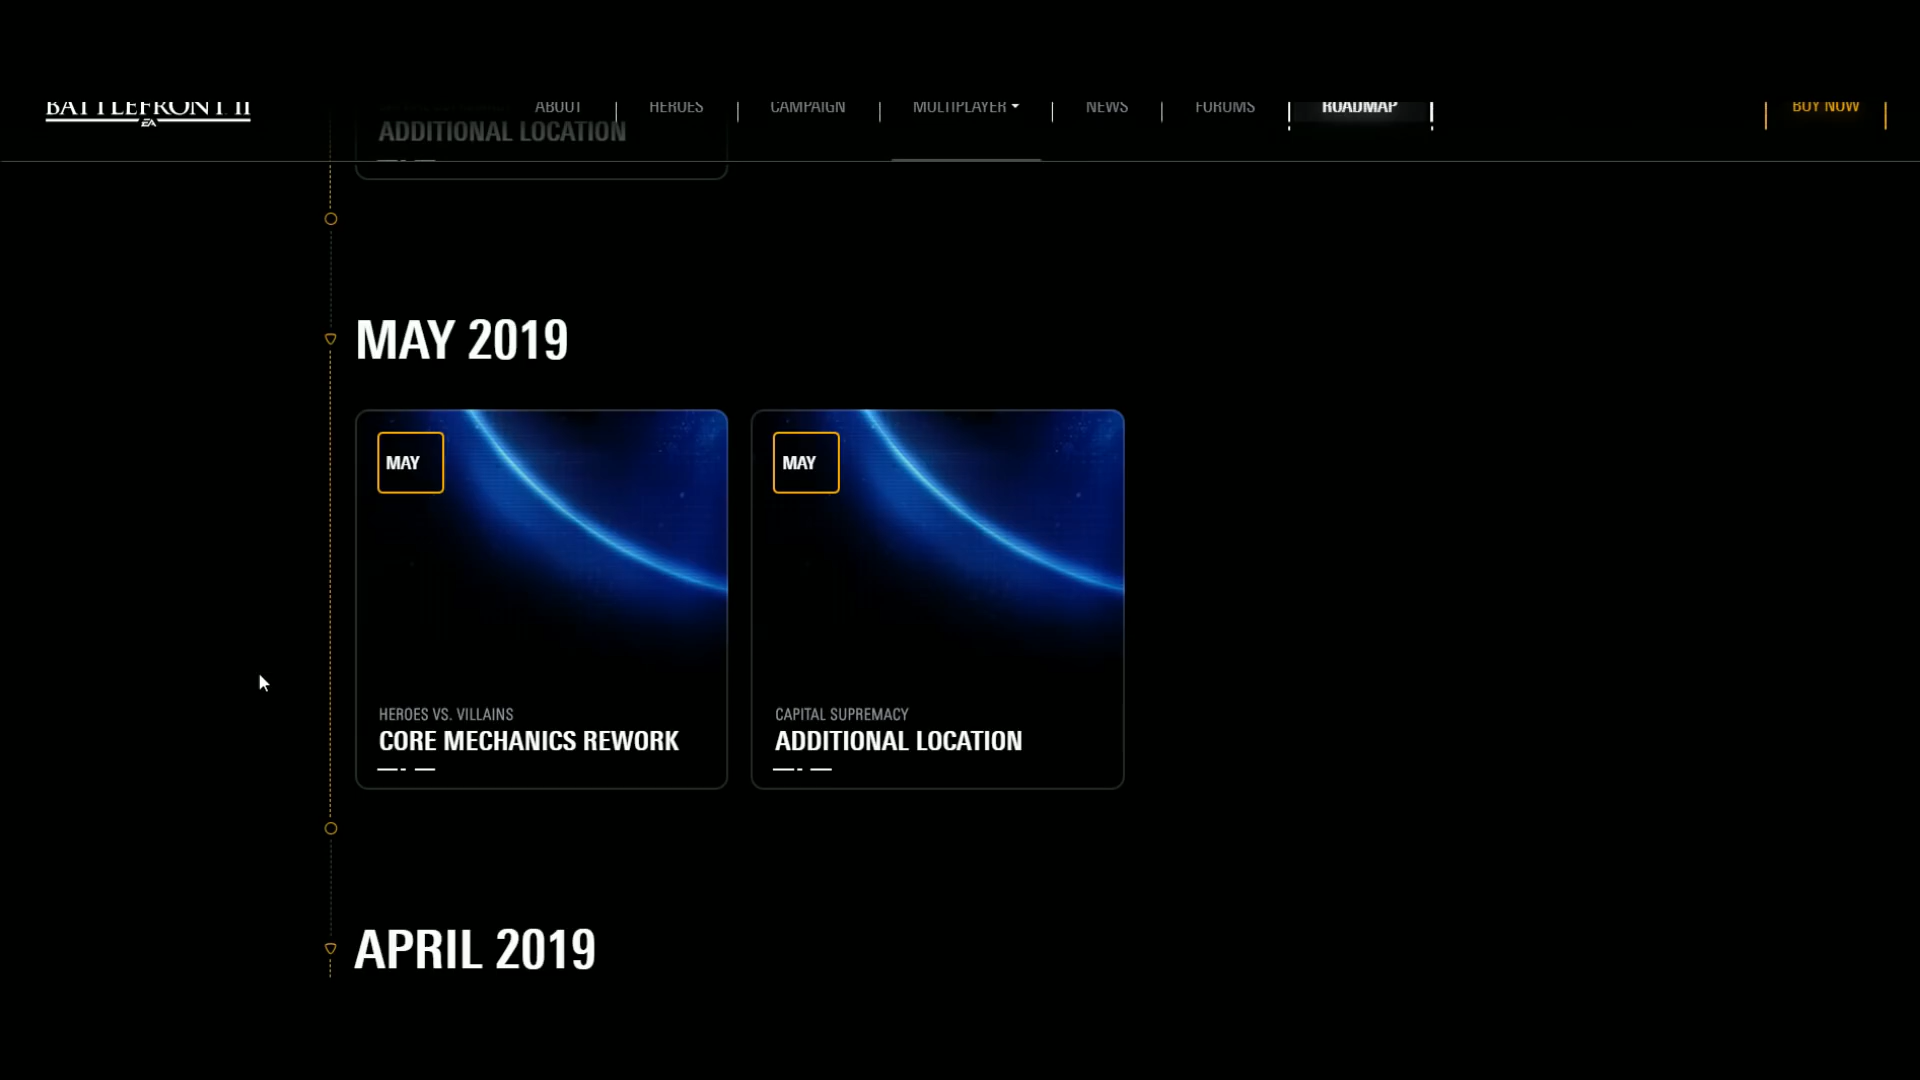 BATTLEFRONT II
EA
ABOUT
HEROES
CAMPAIGN
MULTIPLAYER
NEWS
FORUMS
ROADMAP
BUY NOW
ADDITIONAL LOCATION
MAY 2019
MAY
HEROES VS. VILLAINS
CORE MECHANICS REWORK
MAY
CAPITAL SUPREMACY
ADDITIONAL LOCATION
APRIL 2019